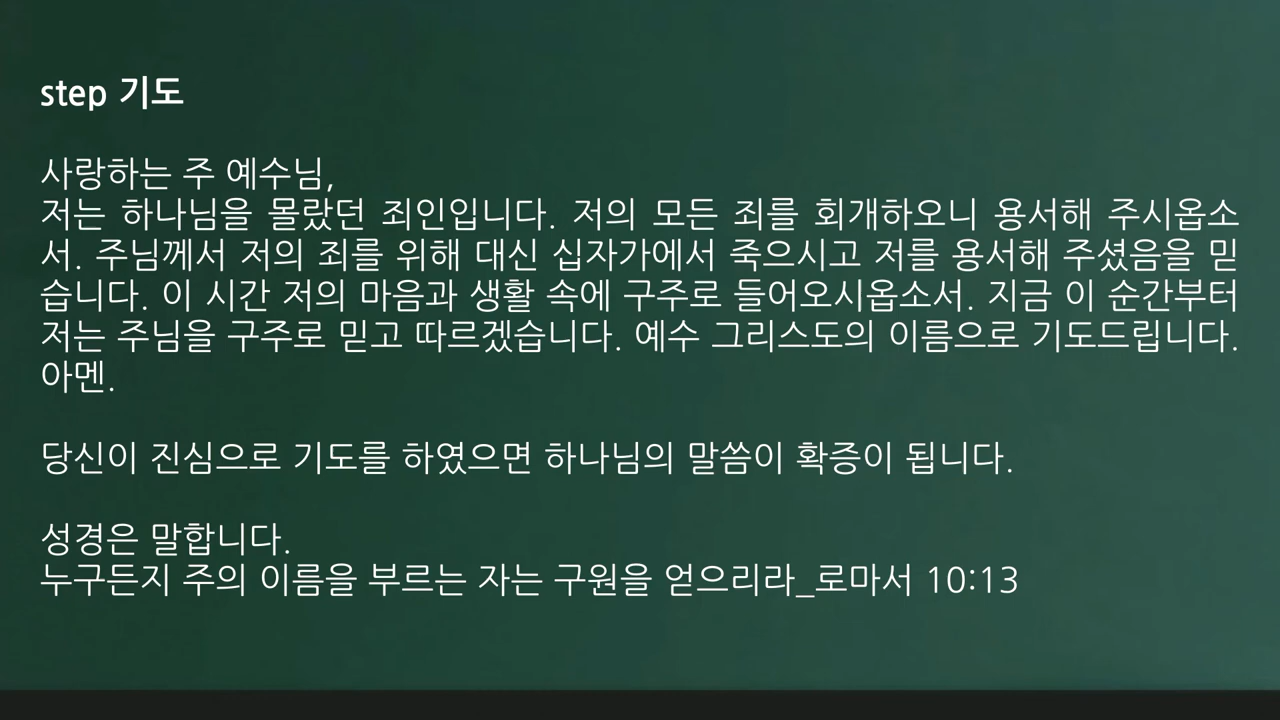 step 기도
사랑하는 주 예수님,
저는 하나님을 몰랐던 죄인입니다. 저의 모든 죄를 회개하오니 용서해 주시옵소
서. 주님께서 저의 죄를 위해 대신 십자가에서 죽으시고 저를 용서해 주셨음을 믿
습니다. 이 시간 저의 마음과 생활 속에 구주로 들어오시옵소서. 지금 이 순간부터
저는 주님을 구주로 믿고 따르겠습니다. 예수 그리스도의 이름으로 기도드립니다.
아멘.
당신이 진심으로 기도를 하였으면 하나님의 말씀이 확증이 됩니다.
성경은 말합니다.
누구든지 주의 이름을 부르는 자는 구원을 얻으리라_로마서 10:13